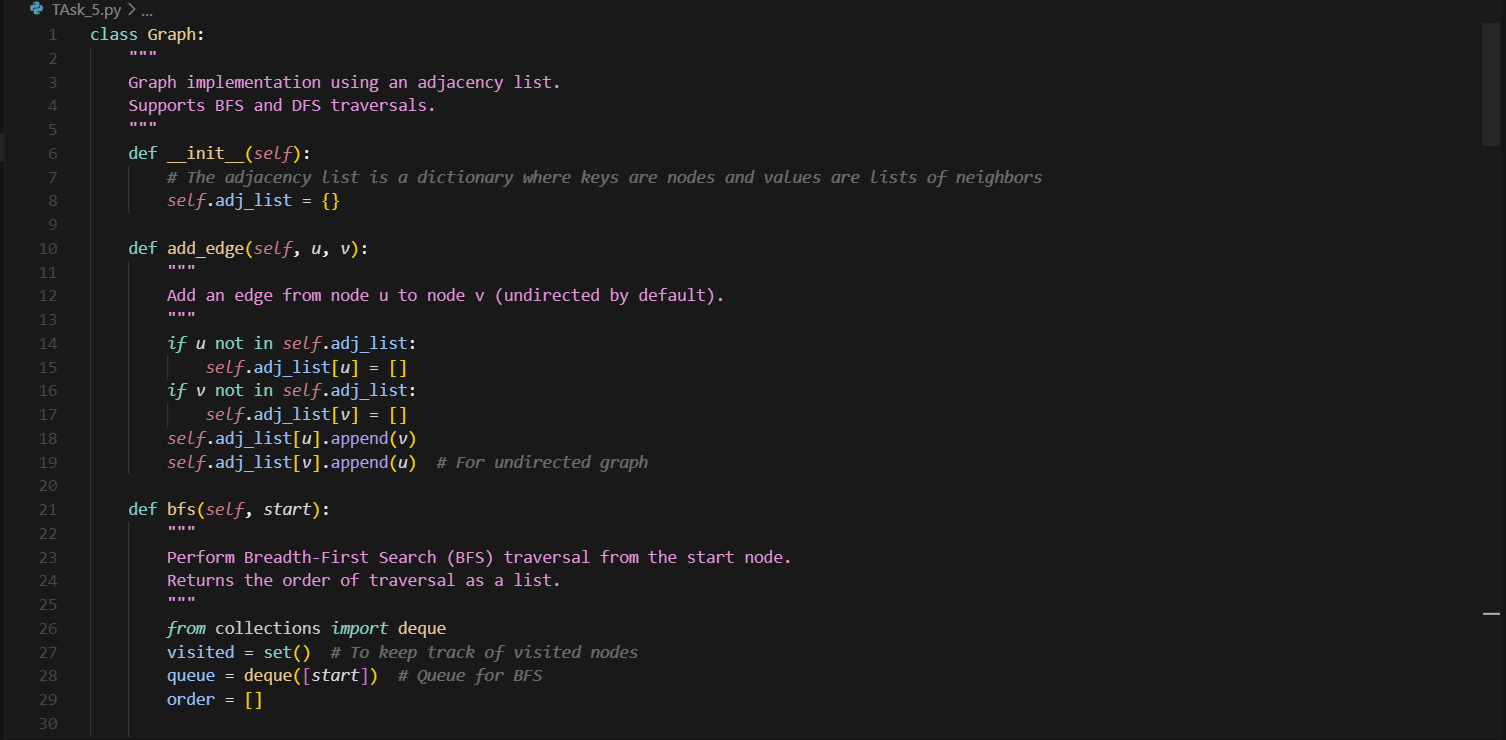 TAsk_5.py > ...
1 class Graph:
2     """
3     Graph implementation using an adjacency list.
4     Supports BFS and DFS traversals.
5     """
6     def __init__(self):
7         # The adjacency list is a dictionary where keys are nodes and values are lists of neighbors
8         self.adj_list = {}
9
10     def add_edge(self, u, v):
11         """
12         Add an edge from node u to node v (undirected by default).
13         """
14         if u not in self.adj_list:
15             self.adj_list[u] = []
16         if v not in self.adj_list:
17             self.adj_list[v] = []
18         self.adj_list[u].append(v)
19         self.adj_list[v].append(u)  # For undirected graph
20
21     def bfs(self, start):
22         """
23         Perform Breadth-First Search (BFS) traversal from the start node.
24         Returns the order of traversal as a list.
25         """
26         from collections import deque
27         visited = set()  # To keep track of visited nodes
28         queue = deque([start])  # Queue for BFS
29         order = []
30